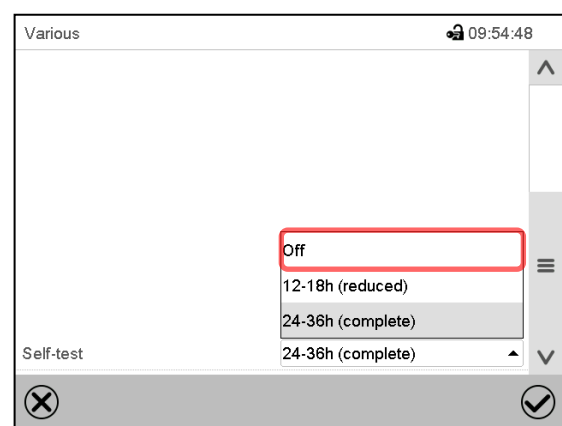 Various 09:54:48
Off
12-18h (reduced)
24-36h (complete)
Self-test 24-36h (complete)